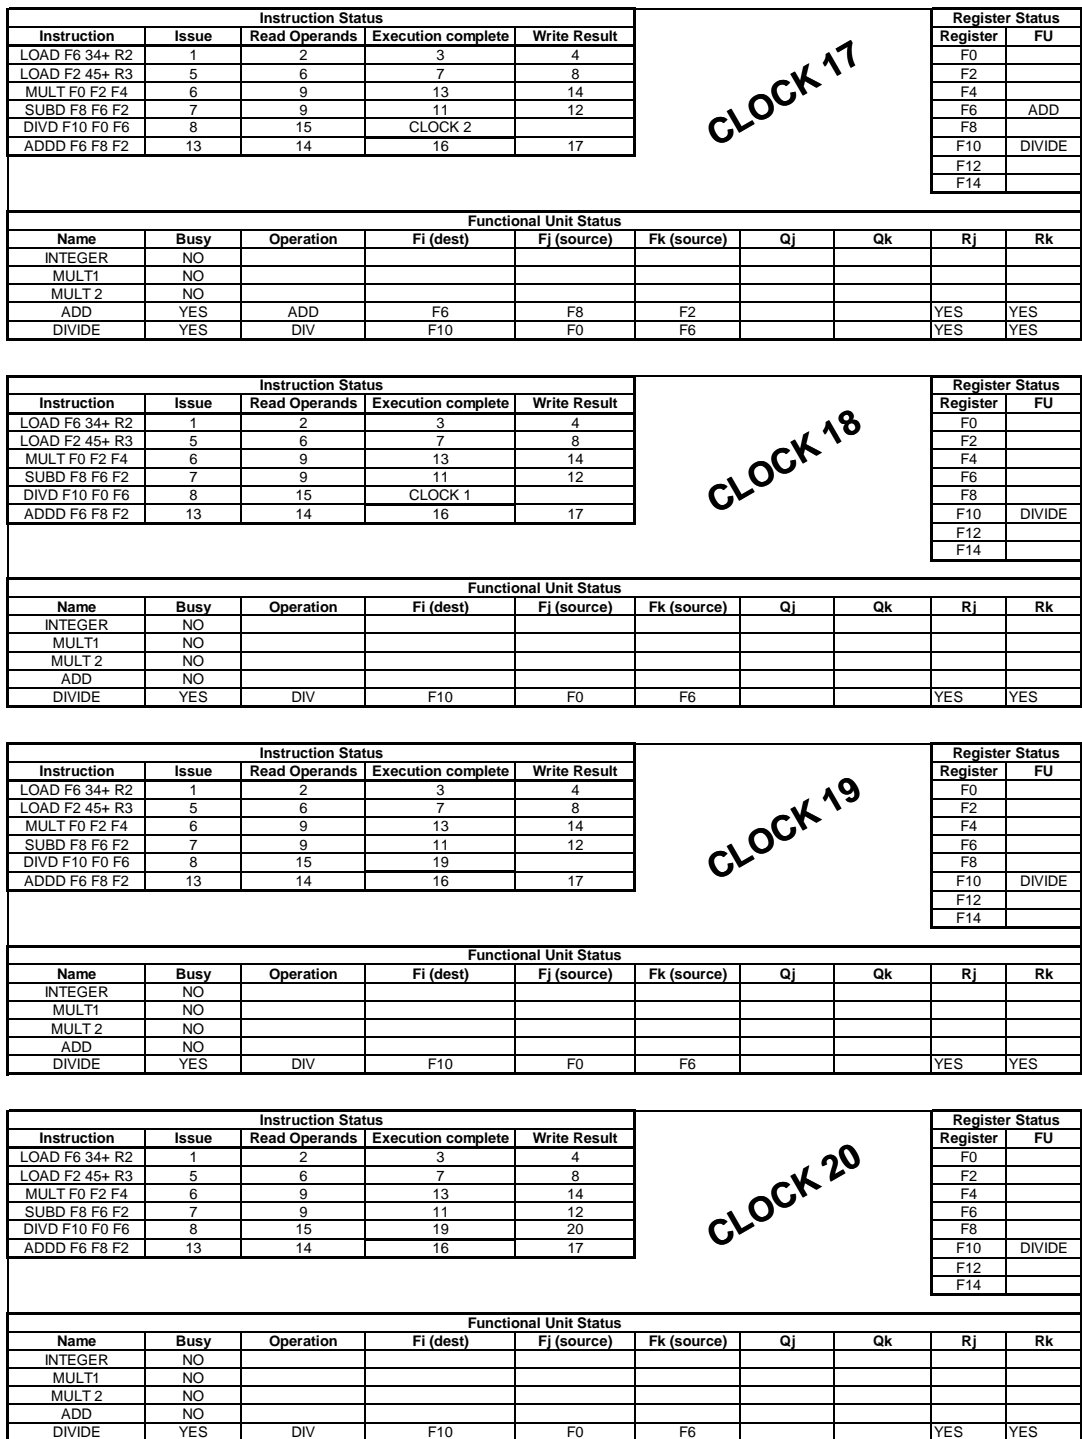 Instruction Status Register Status
Instruction Issue Read Operands Execution complete Write Result Register FU
LOAD F6 34+ R2 1 2 3 4 F0
LOAD F2 45+ R3 5 6 7 8 F2
MULT F0 F2 F4 6 9 13 14 F4
SUBD F8 F6 F2 7 9 11 12 F6 ADD
DIVD F10 F0 F6 8 15 CLOCK 2 F8
ADDD F6 F8 F2 13 14 16 17 F10 DIVIDE
F12
F14
CLOCK 17
Functional Unit Status
Name Busy Operation Fi (dest) Fj (source) Fk (source) Qj Qk Rj Rk
INTEGER NO
MULT1 NO
MULT 2 NO
ADD YES ADD F6 F8 F2 YES YES
DIVIDE YES DIV F10 F0 F6 YES YES
Instruction Status Register Status
Instruction Issue Read Operands Execution complete Write Result Register FU
LOAD F6 34+ R2 1 2 3 4 F0
LOAD F2 45+ R3 5 6 7 8 F2
MULT F0 F2 F4 6 9 13 14 F4
SUBD F8 F6 F2 7 9 11 12 F6
DIVD F10 F0 F6 8 15 CLOCK 1 F8
ADDD F6 F8 F2 13 14 16 17 F10 DIVIDE
F12
F14
CLOCK 18
Functional Unit Status
Name Busy Operation Fi (dest) Fj (source) Fk (source) Qj Qk Rj Rk
INTEGER NO
MULT1 NO
MULT 2 NO
ADD NO
DIVIDE YES DIV F10 F0 F6 YES YES
Instruction Status Register Status
Instruction Issue Read Operands Execution complete Write Result Register FU
LOAD F6 34+ R2 1 2 3 4 F0
LOAD F2 45+ R3 5 6 7 8 F2
MULT F0 F2 F4 6 9 13 14 F4
SUBD F8 F6 F2 7 9 11 12 F6
DIVD F10 F0 F6 8 15 19 F8
ADDD F6 F8 F2 13 14 16 17 F10 DIVIDE
F12
F14
CLOCK 19
Functional Unit Status
Name Busy Operation Fi (dest) Fj (source) Fk (source) Qj Qk Rj Rk
INTEGER NO
MULT1 NO
MULT 2 NO
ADD NO
DIVIDE YES DIV F10 F0 F6 YES YES
Instruction Status Register Status
Instruction Issue Read Operands Execution complete Write Result Register FU
LOAD F6 34+ R2 1 2 3 4 F0
LOAD F2 45+ R3 5 6 7 8 F2
MULT F0 F2 F4 6 9 13 14 F4
SUBD F8 F6 F2 7 9 11 12 F6
DIVD F10 F0 F6 8 15 19 20 F8
ADDD F6 F8 F2 13 14 16 17 F10 DIVIDE
F12
F14
CLOCK 20
Functional Unit Status
Name Busy Operation Fi (dest) Fj (source) Fk (source) Qj Qk Rj Rk
INTEGER NO
MULT1 NO
MULT 2 NO
ADD NO
DIVIDE YES DIV F10 F0 F6 YES YES